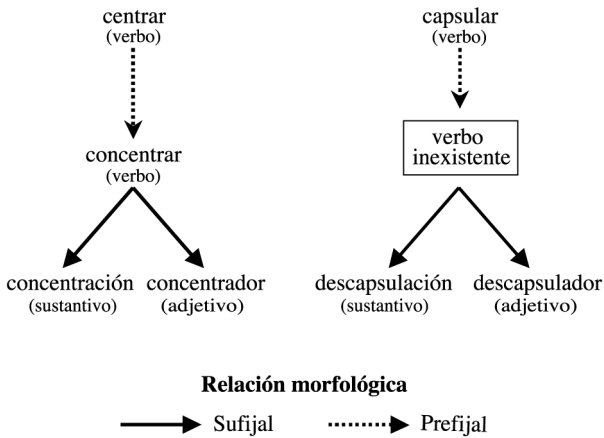 centrar
(verbo)
capsular
(verbo)
concentrar
(verbo)
verbo
inexistente
concentración
(sustantivo)
concentrador
(adjetivo)
descapsulación
(sustantivo)
descapsulador
(adjetivo)
Relación morfológica
Sufijal
Prefijal